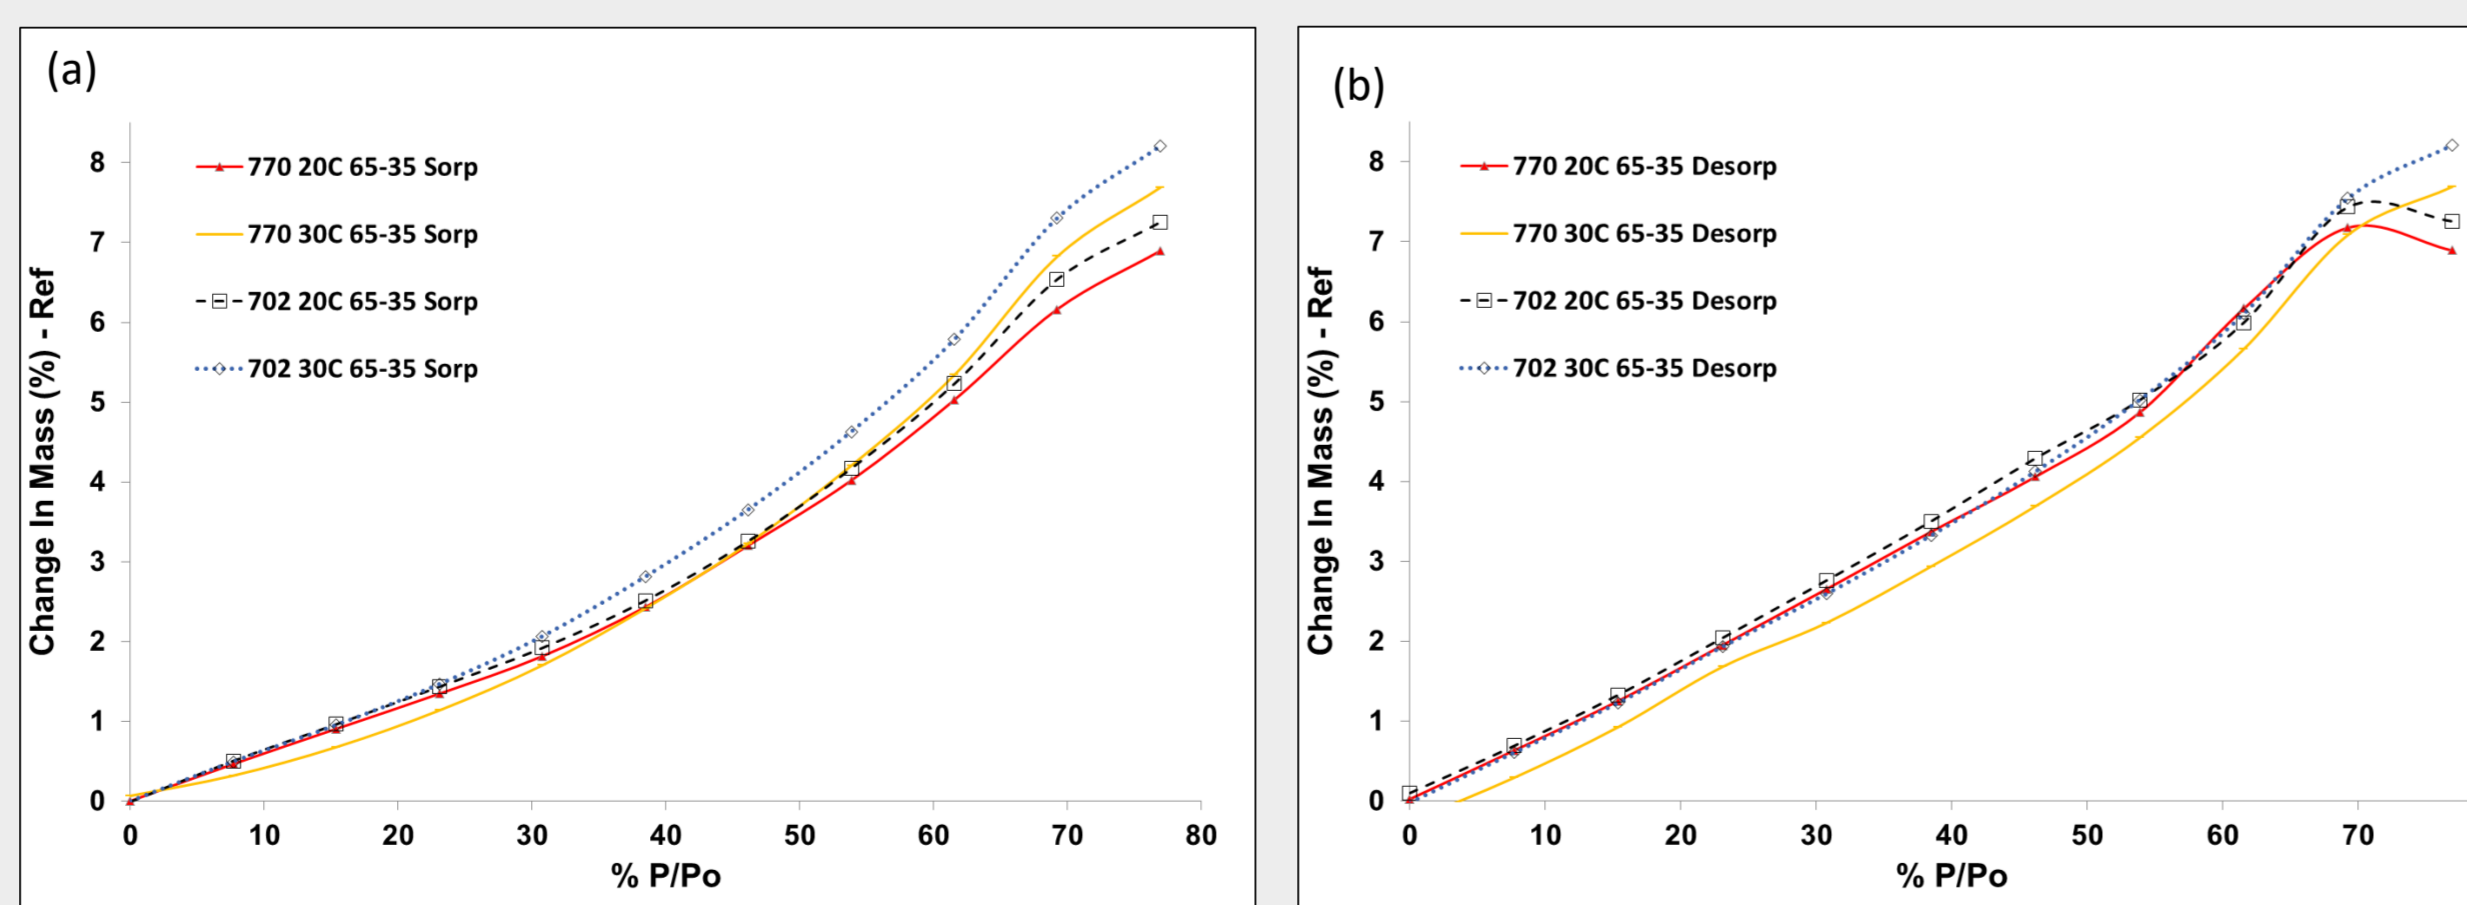 (a)
Change In Mass (%) - Ref
8
7
6
5
4
3
2
1
0
770 20C 65-35 Sorp
770 30C 65-35 Sorp
702 20C 65-35 Sorp
702 30C 65-35 Sorp
0 10 20 30 40 50 60 70 80
% P/Po
(b)
Change In Mass (%) - Ref
8
7
6
5
4
3
2
1
0
770 20C 65-35 Desorp
770 30C 65-35 Desorp
702 20C 65-35 Desorp
702 30C 65-35 Desorp
0 10 20 30 40 50 60 70
% P/Po